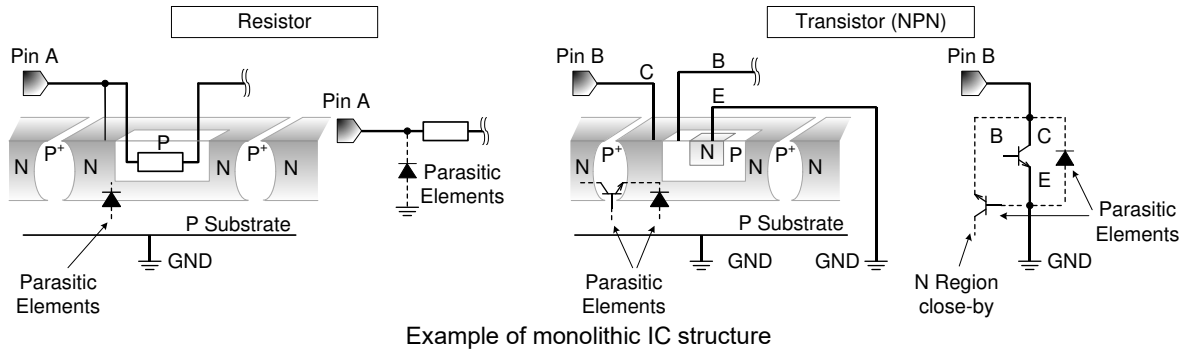 Resistor
Transistor (NPN)
Pin A
Pin A
N
P+
N
P
P+
N
N
Parasitic
Elements
P Substrate
GND
Parasitic
Elements
Pin B
C
B
E
N
P+
N
N
P
P+
N
N
P Substrate
GND
GND
Parasitic
Elements
Pin B
B
C
E
Parasitic
Elements
GND
N Region
close-by
Example of monolithic IC structure